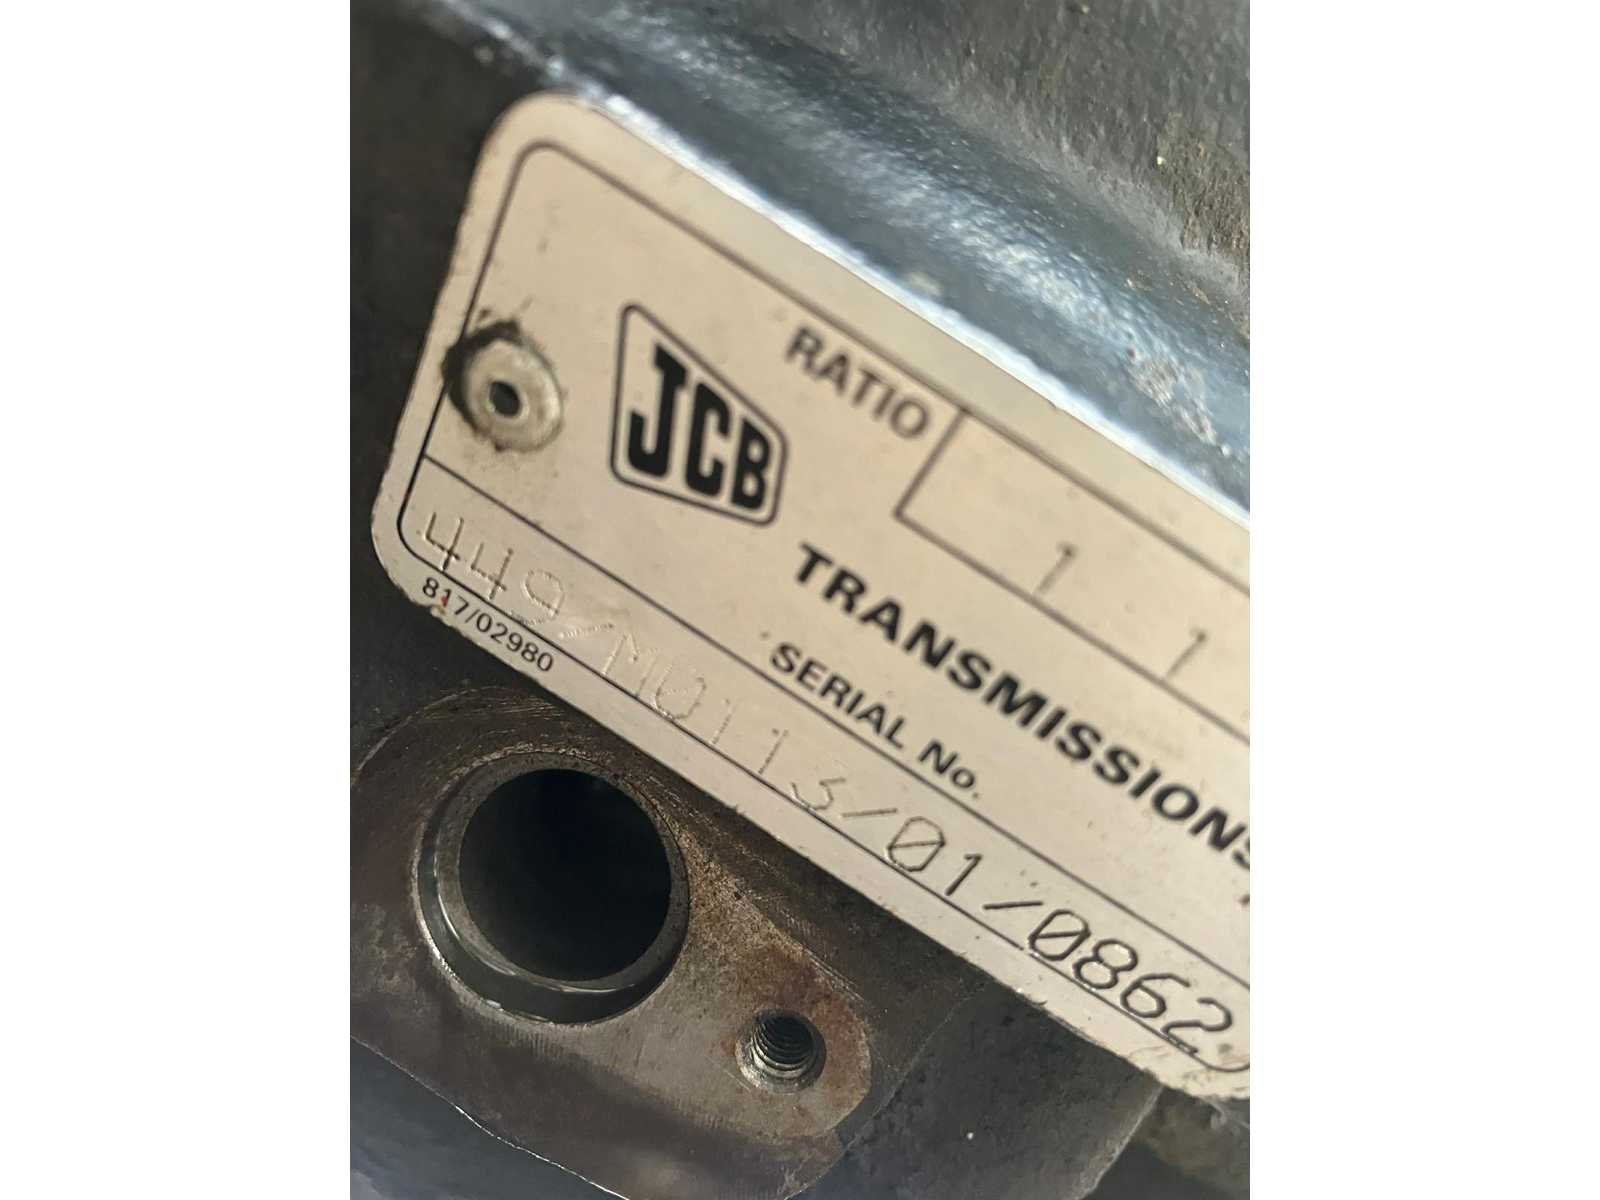 RATIO
1 1
JCB
TRANSMISSIONS
SERIAL No.
449/M0113/01/0862
817/02980